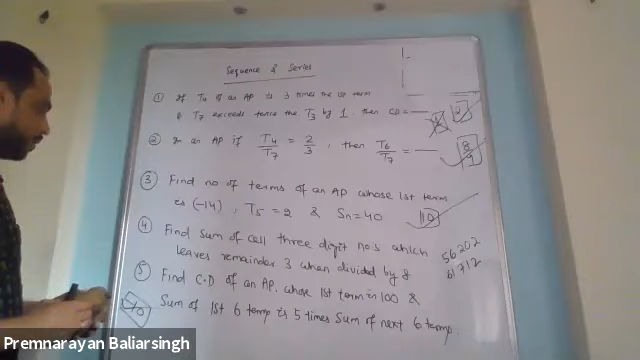 Sequence & Series
① If T4 of an AP is 3 times the 1st term
& T7 exceeds twice the T3 by 1. then CD = — 2
② In an AP if T4/T7 = 2/3, then T6/T7 = — 8/9
③ Find no of terms of an AP whose 1st term
is (-14), T5 = 2 & Sn = 40 10
④ Find sum of all three digit nos which
leaves remainder 3 when divided by 8
56202
61712
⑤ Find C.D of an AP, whose 1st term is 100 &
Sum of 1st 6 term is 5 times sum of next 6 term.
-10
Premnarayan Baliarsingh